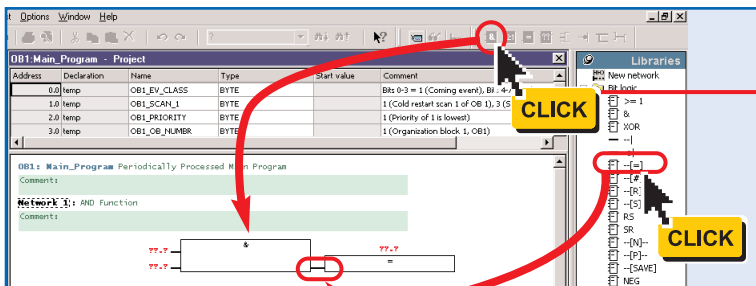 t Options Window Help
?
OB1:Main_Program - Project
Libraries
Address Declaration Name Type Start value Comment
0.0 temp OB1_EV_CLASS BYTE Bits 0-3 = 1 (Coming event), Bi
1.0 temp OB1_SCAN_1 BYTE 1 (Cold restart scan 1 of OB 1), 3 (S
2.0 temp OB1_PRIORITY BYTE 1 (Priority of 1 is lowest)
3.0 temp OB1_OB_NUMBR BYTE 1 (Organization block 1, OB1)
CLICK
New network
Bit logic
>= 1
&
XOR
--|
--[=]
--[#]
--[R]
--[S]
RS
SR
--[N]--
--[P]--
--[SAVE]
NEG
CLICK
OB1: Main_Program Periodically Processed Main Program
Comment:
Network 1: AND Function
Comment:
&
??.? ??.?
??.? =